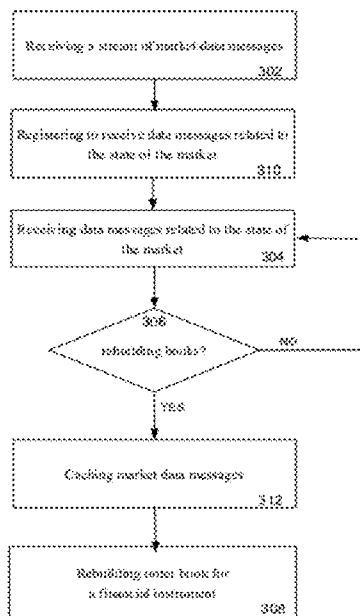 Receiving a stream of market data messages
302
Registering to receive data messages related to
the state of the market
310
Receiving data messages related to the state of
the market
304
306
rebuilding books?
NO
YES
Caching market data messages
312
Rebuilding order book for
a financial instrument
308